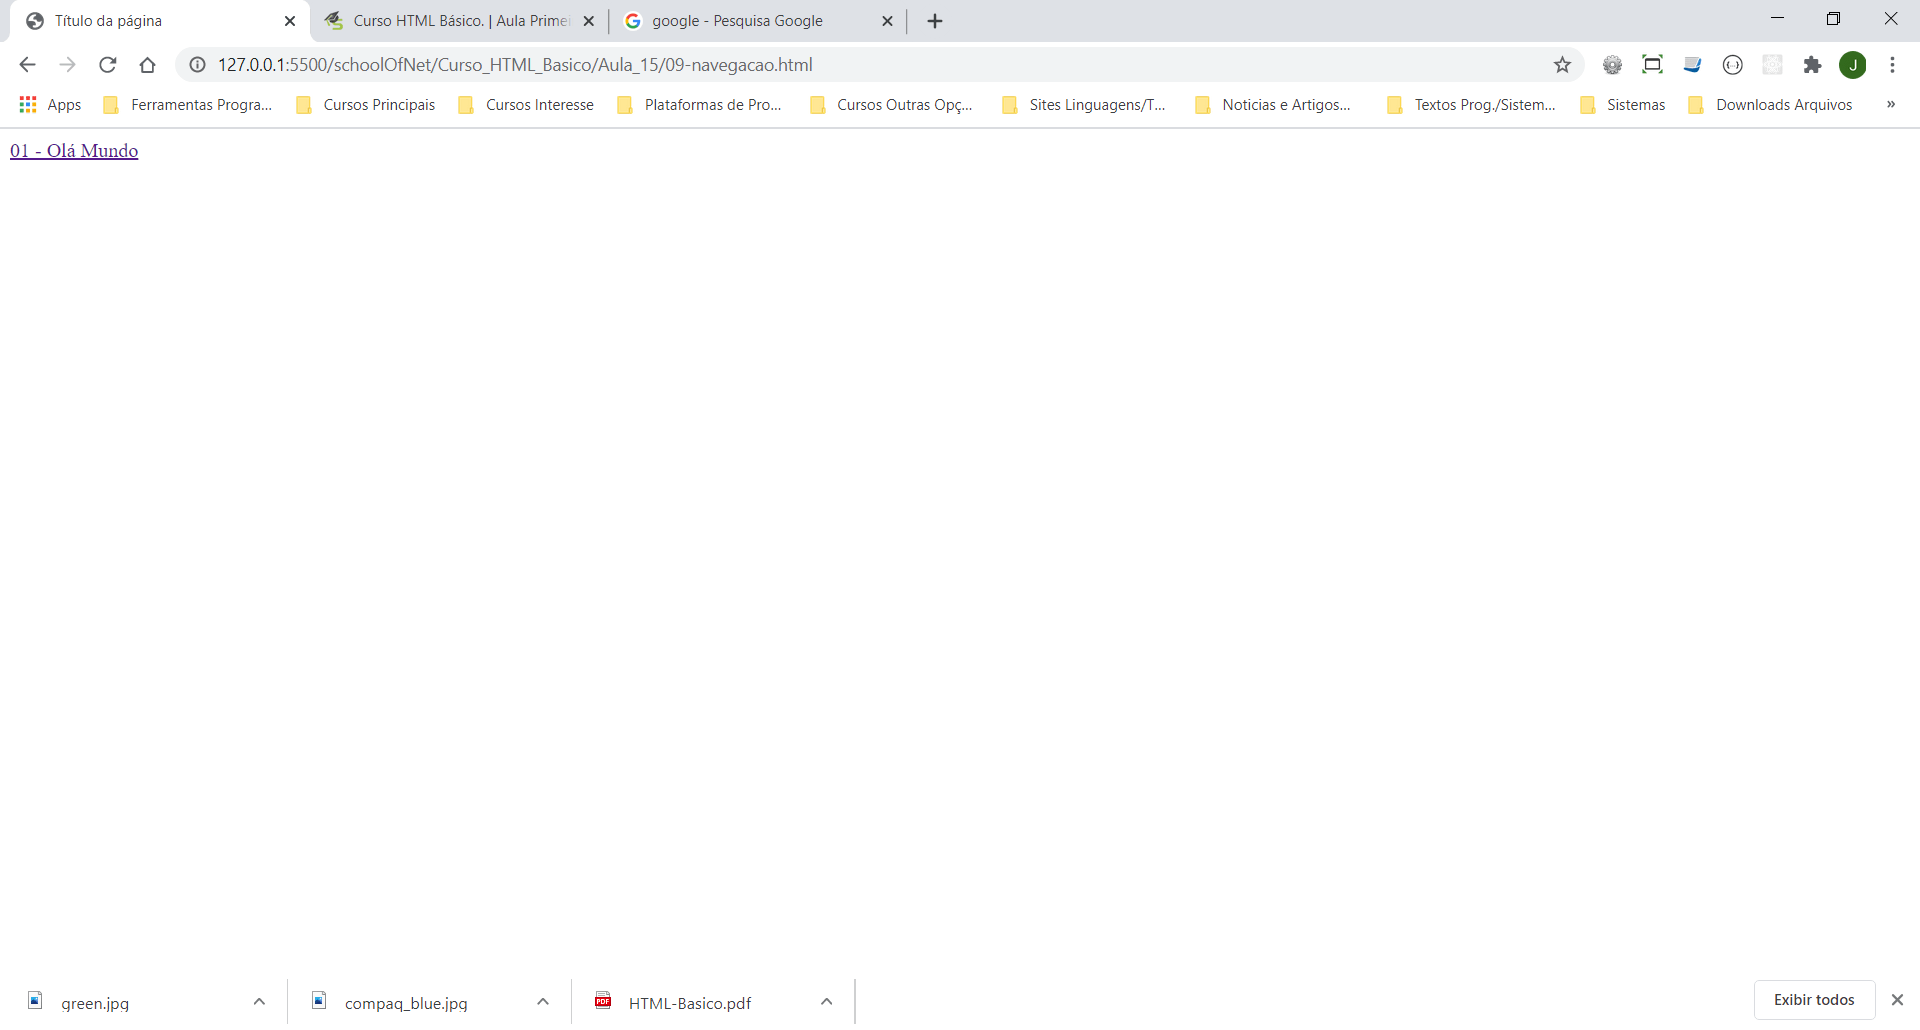 Título da página
Curso HTML Básico. | Aula Primei
google - Pesquisa Google
127.0.0.1:5500/schoolOfNet/Curso_HTML_Basico/Aula_15/09-navegacao.html
J
Apps Ferramentas Progra... Cursos Principais Cursos Interesse Plataformas de Pro... Cursos Outras Opç... Sites Linguagens/T... Noticias e Artigos... Textos Prog./Sistem... Sistemas Downloads Arquivos »
01 - Olá Mundo
green.jpg
compaq_blue.jpg
PDF HTML-Basico.pdf
Exibir todos